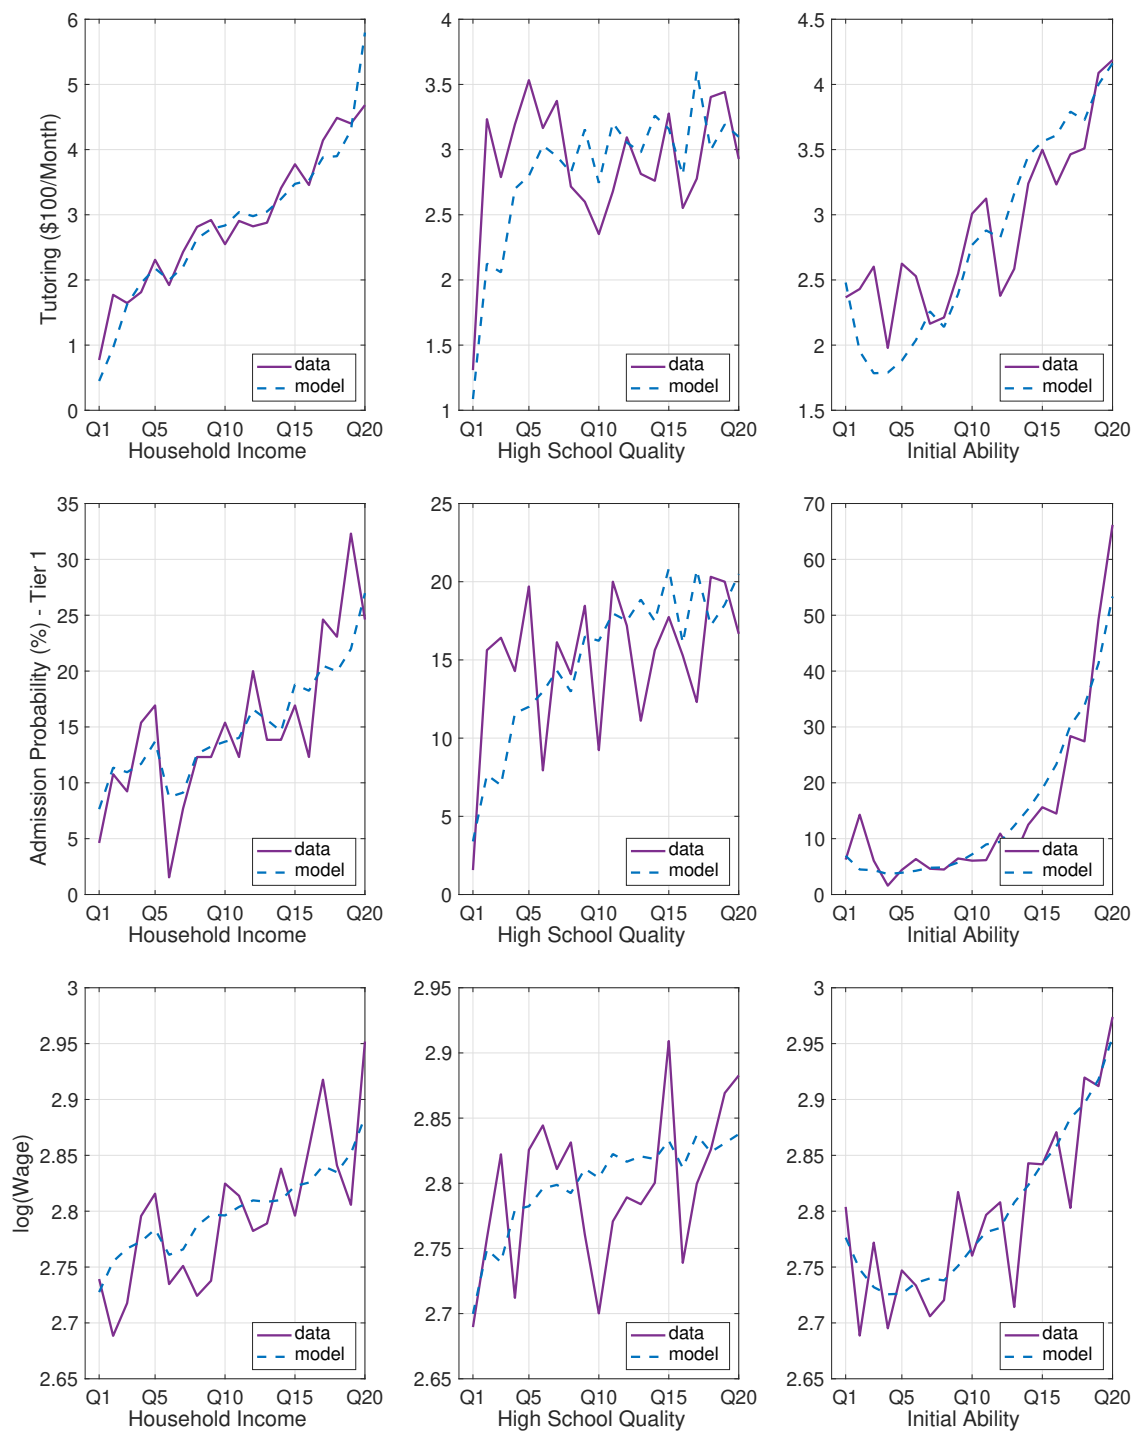 6
5
4
3
2
1
0
Tutoring ($100/Month)
data
model
Q1 Q5 Q10 Q15 Q20
Household Income
4
3.5
3
2.5
2
1.5
1
data
model
Q1 Q5 Q10 Q15 Q20
High School Quality
4.5
4
3.5
3
2.5
2
1.5
data
model
Q1 Q5 Q10 Q15 Q20
Initial Ability
35
30
25
20
15
10
5
0
Admission Probability (%) - Tier 1
data
model
Q1 Q5 Q10 Q15 Q20
Household Income
25
20
15
10
5
0
data
model
Q1 Q5 Q10 Q15 Q20
High School Quality
70
60
50
40
30
20
10
0
data
model
Q1 Q5 Q10 Q15 Q20
Initial Ability
3
2.95
2.9
2.85
2.8
2.75
2.7
2.65
log(Wage)
data
model
Q1 Q5 Q10 Q15 Q20
Household Income
2.95
2.9
2.85
2.8
2.75
2.7
2.65
data
model
Q1 Q5 Q10 Q15 Q20
High School Quality
3
2.95
2.9
2.85
2.8
2.75
2.7
2.65
data
model
Q1 Q5 Q10 Q15 Q20
Initial Ability